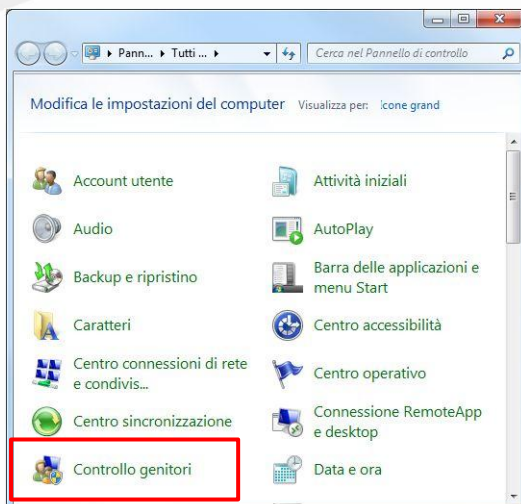 Pann... Tutti ...
Cerca nel Pannello di controllo
Modifica le impostazioni del computer Visualizza per: Icone grand
Account utente
Attività iniziali
Audio
AutoPlay
Backup e ripristino
Barra delle applicazioni e
menu Start
Caratteri
Centro accessibilità
Centro connessioni di rete
e condivis...
Centro operativo
Centro sincronizzazione
Connessione RemoteApp
e desktop
Controllo genitori
Data e ora